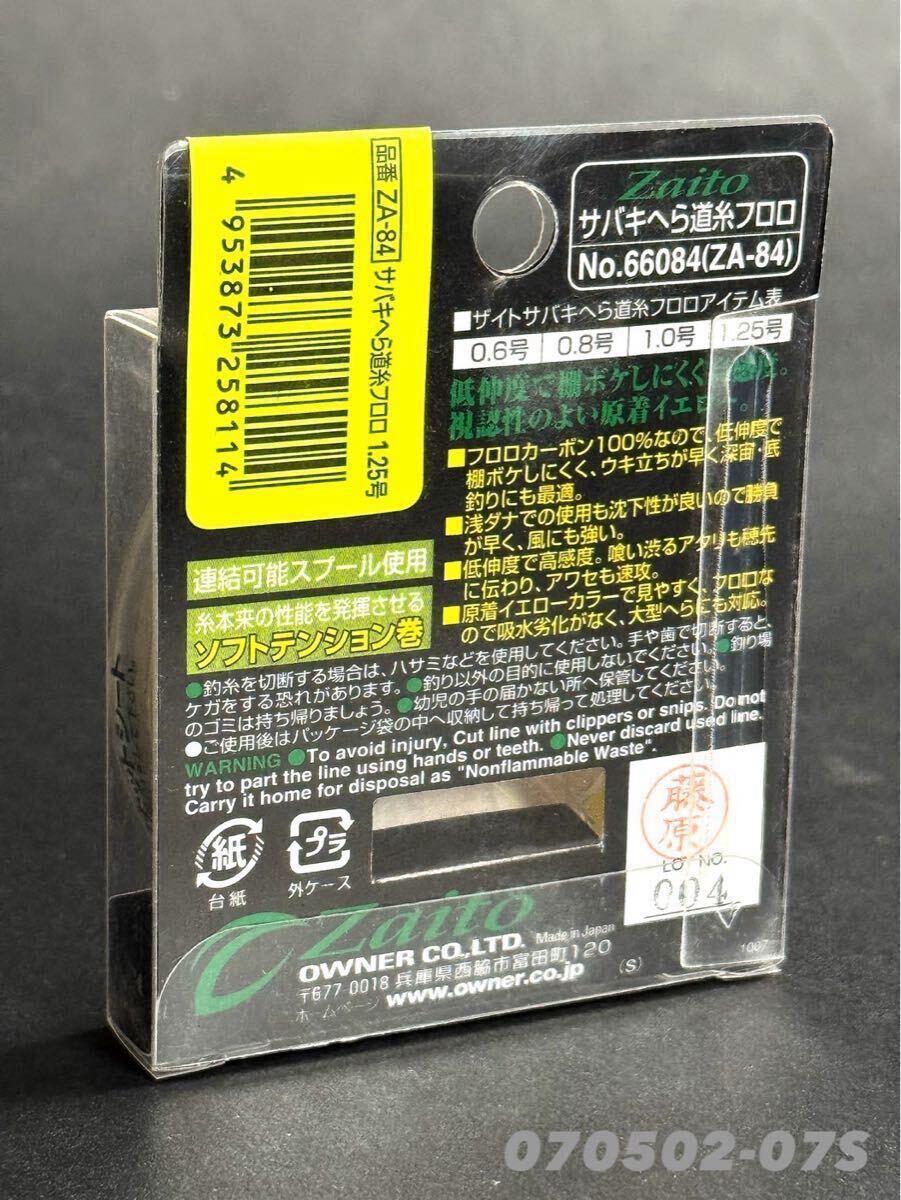 品番 ZA-84 サバキへら道糸フロロ 1.25号
4 953873 258114
Zaito
サバキへら道糸フロロ
No.66084(ZA-84)
■ザイトサバキへら道糸フロロアイテム表
0.6号 0.8号 1.0号 1.25号
低伸度で棚ボケしにくく 度。
視認性のよい原着イエロー。
■フロロカーボン100%なので、低伸度で
棚ボケしにくく、ウキ立ちが早く深宙・底
釣りにも最適。
■浅ダナでの使用も沈下性が良いので勝負
が早く、風にも強い。
■低伸度で高感度。喰い渋るアタリも穂先
に伝わり、アワセも速攻。
■原着イエローカラーで見やすく、フロロな
ので吸水劣化がなく、大型へらにも対応。
連結可能スプール使用
糸本来の性能を発揮させる
ソフトテンション巻
●釣糸を切断する場合は、ハサミなどを使用してください。手や歯で切断すると、
ケガをする恐れがあります。●釣り以外の目的に使用しないでください。●釣り場
のゴミは持ち帰りましょう。●幼児の手の届かない所へ保管してください。
●ご使用後はパッケージ袋の中へ収納して持ち帰って処理してください。
WARNING ●To avoid injury, Cut line with clippers or snips. Do not
try to part the line using hands or teeth. ●Never discard used line.
Carry it home for disposal as "Nonflammable Waste".
紙
台紙
プラ
外ケース
藤原
LOT NO.
004
Zaito
OWNER CO.,LTD. Made in Japan
〒677 0018 兵庫県西脇市富田町120
ホームページ www.owner.co.jp
(S)
1007
070502-07S